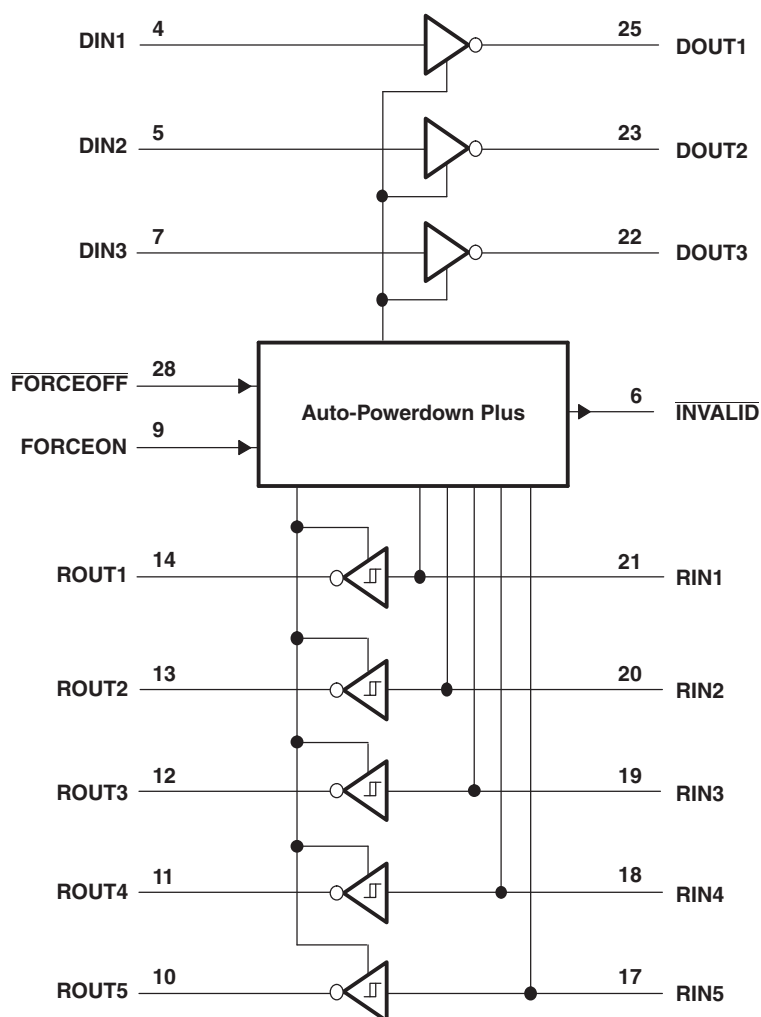 DIN1 4 25 DOUT1
DIN2 5 23 DOUT2
DIN3 7 22 DOUT3
FORCEOFF 28
Auto-Powerdown Plus 6 INVALID
FORCEON 9
ROUT1 14 21 RIN1
ROUT2 13 20 RIN2
ROUT3 12 19 RIN3
ROUT4 11 18 RIN4
ROUT5 10 17 RIN5